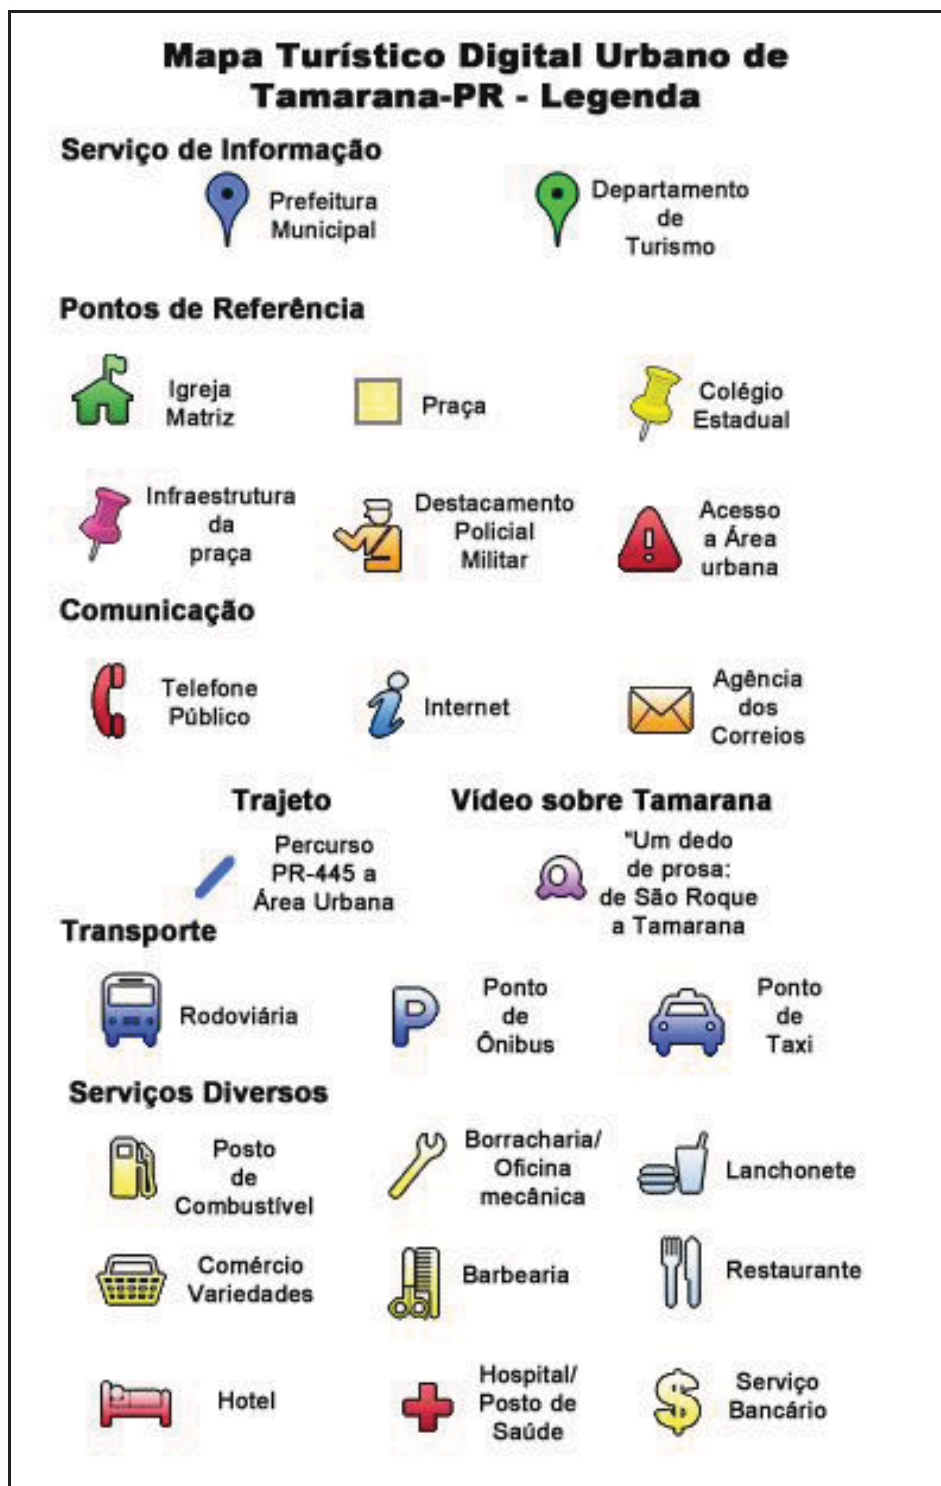 Mapa Turístico Digital Urbano de
Tamarana-PR - Legenda
Serviço de Informação
Prefeitura
Municipal
Departamento
de
Turismo
Pontos de Referência
Igreja
Matriz
Praça
Colégio
Estadual
Infraestrutura
da
praça
Destacamento
Policial
Militar
Acesso
a Área
urbana
Comunicação
Telefone
Público
Internet
Agência
dos
Correios
Trajeto
Percurso
PR-445 a
Área Urbana
Vídeo sobre Tamarana
"Um dedo
de prosa:
de São Roque
a Tamarana
Transporte
Rodoviária
P
Ponto
de
Ônibus
Ponto
de
Taxi
Serviços Diversos
Posto
de
Combustível
Borracharia/
Oficina
mecânica
Lanchonete
Comércio
Variedades
Barbearia
Restaurante
Hotel
Hospital/
Posto de
Saúde
$
Serviço
Bancário